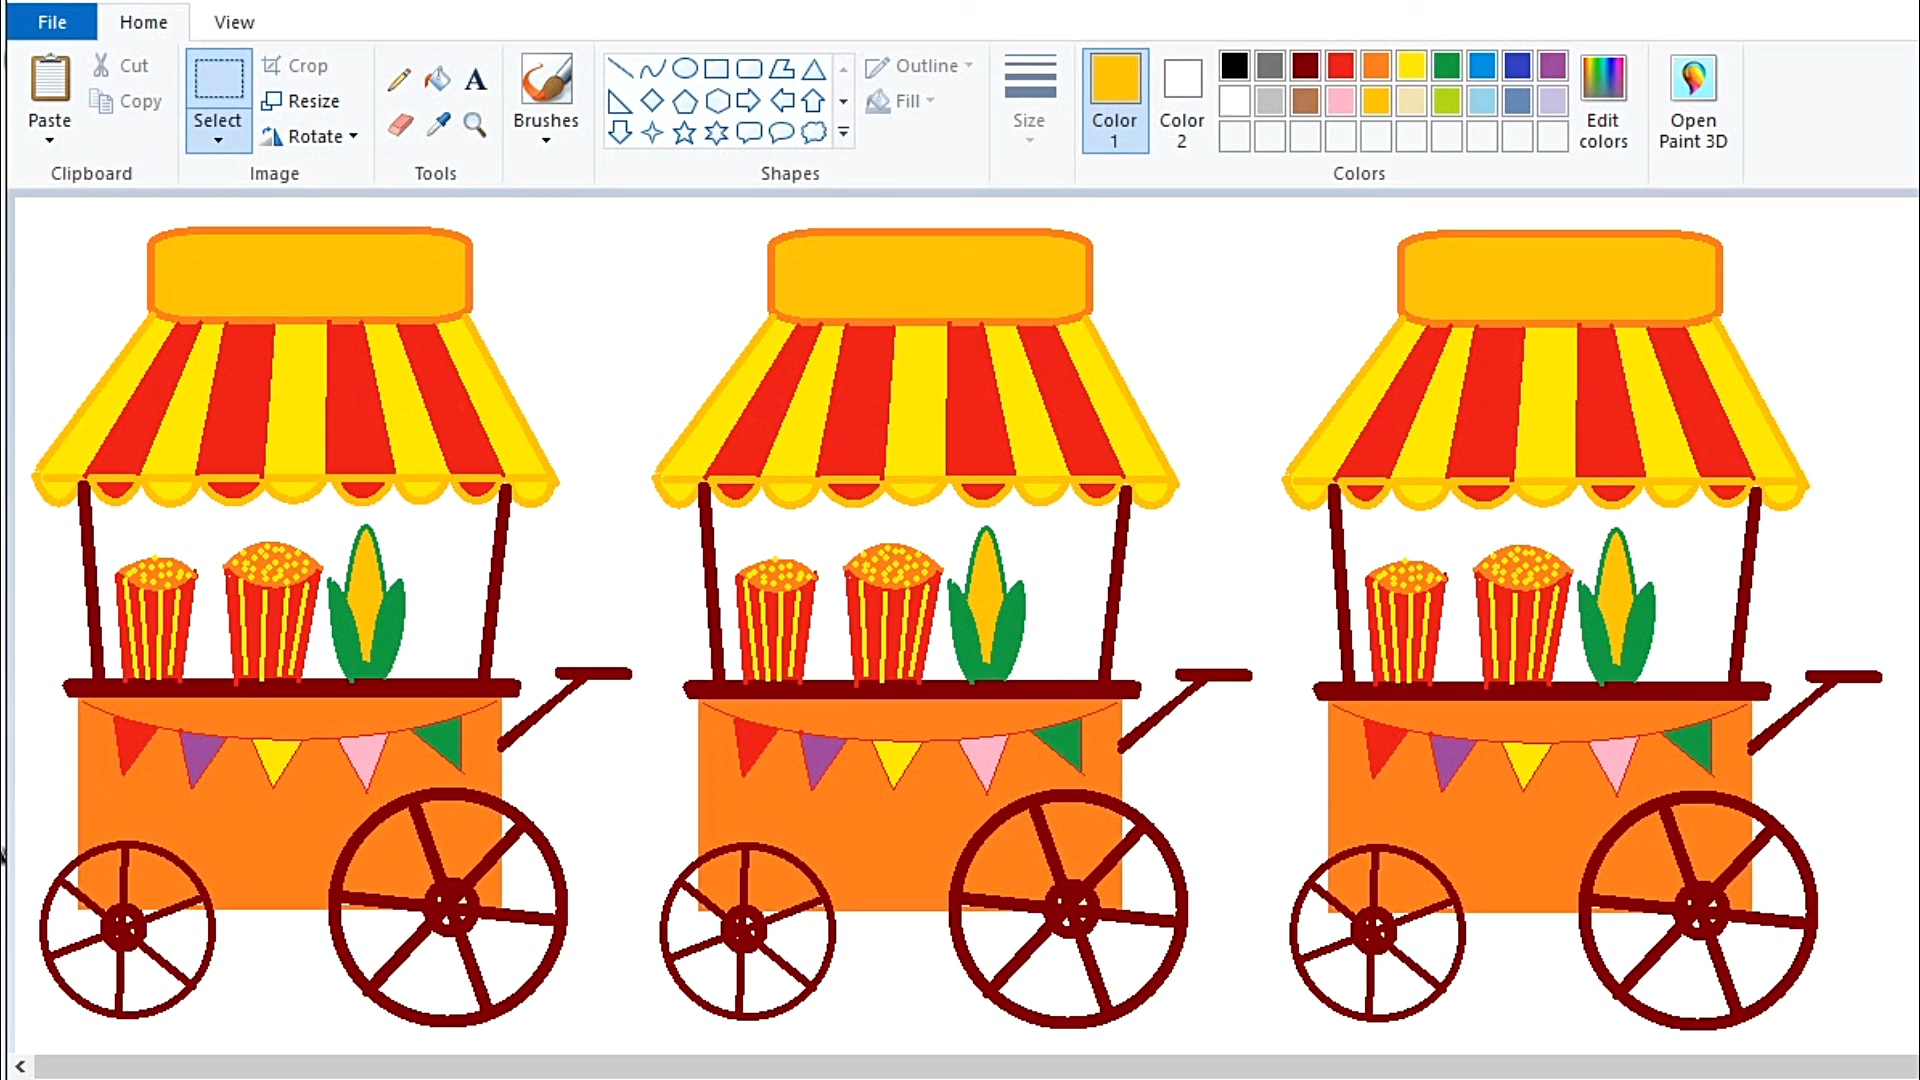 File Home View
Paste
Cut
Copy
Clipboard
Select
Crop
Resize
Rotate
Image
A
Tools
Brushes
Outline
Fill
Shapes
Size
Color
1
Color
2
Edit
colors
Colors
Open
Paint 3D